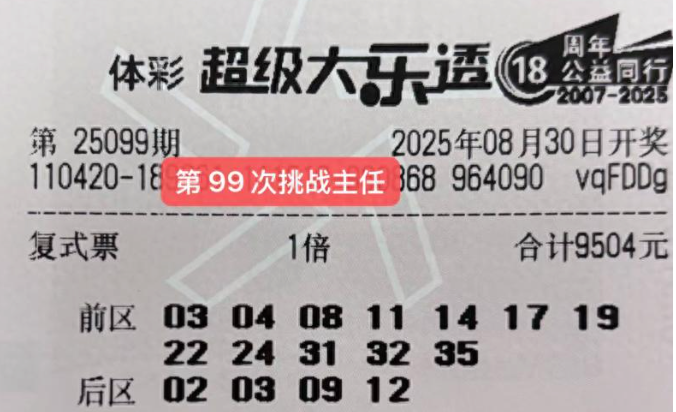 体彩 超级大乐透 18 周年公益同行 2007-2025
第 25099期 2025年08月30日开奖
110420-18 868 964090 vqFDDg
第 99 次挑战主任
复式票 1倍 合计9504元
前区 03 04 08 11 14 17 19
22 24 31 32 35
后区 02 03 09 12